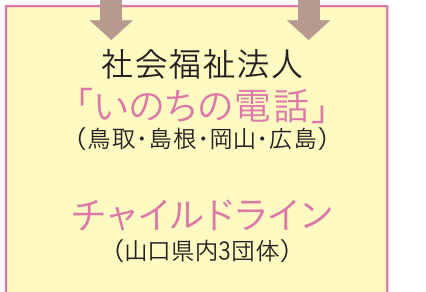 社会福祉法人
「いのちの電話」
（鳥取・島根・岡山・広島）
チャイルドライン
（山口県内3団体）